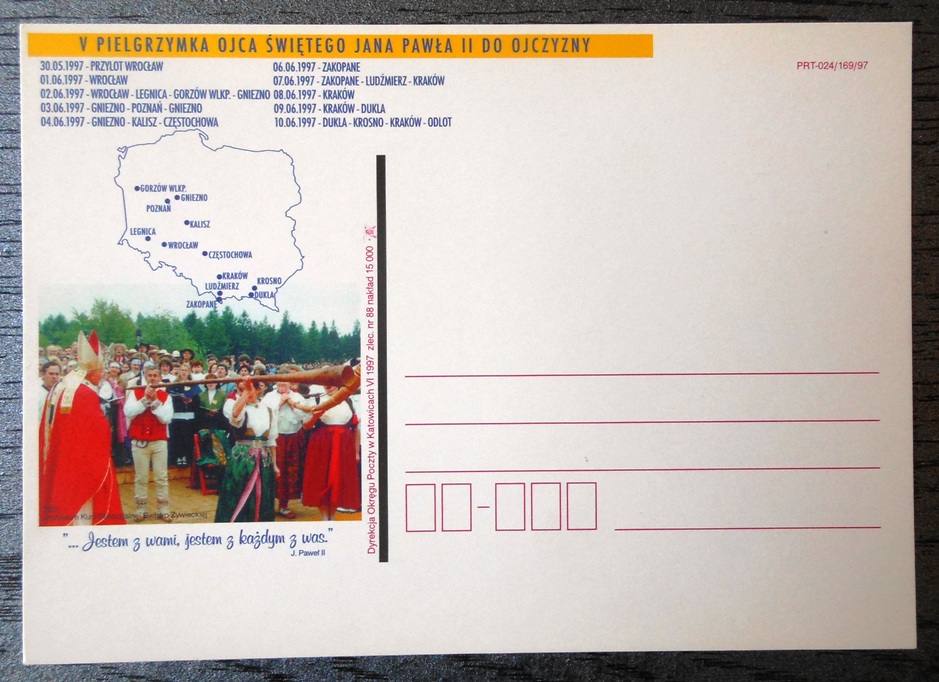 V PIELGRZYMKA OJCA ŚWIĘTEGO JANA PAWŁA II DO OJCZYZNY
30.05.1997 - PRZYLOT WROCŁAW
01.06.1997 - WROCŁAW
02.06.1997 - WROCŁAW - LEGNICA - GORZÓW WLKP. - GNIEZNO
03.06.1997 - GNIEZNO - POZNAŃ - GNIEZNO
04.06.1997 - GNIEZNO - KALISZ - CZĘSTOCHOWA
06.06.1997 - ZAKOPANE
07.06.1997 - ZAKOPANE - LUDŹMIERZ - KRAKÓW
08.06.1997 - KRAKÓW
09.06.1997 - KRAKÓW - DUKLA
10.06.1997 - DUKLA - KROSNO - KRAKÓW - ODLOT
PRT-024/169/97
GORZÓW WLKP.
GNIEZNO
POZNAŃ
KALISZ
LEGNICA
WROCŁAW
CZĘSTOCHOWA
KRAKÓW
KROSNO
LUDŹMIERZ
DUKLA
ZAKOPANE
"... Jestem z wami, jestem z każdym z was."
J. Paweł II
Dyrekcja Okręgu Poczty w Katowicach VI 1997 zlec. nr 88 nakład 15 000